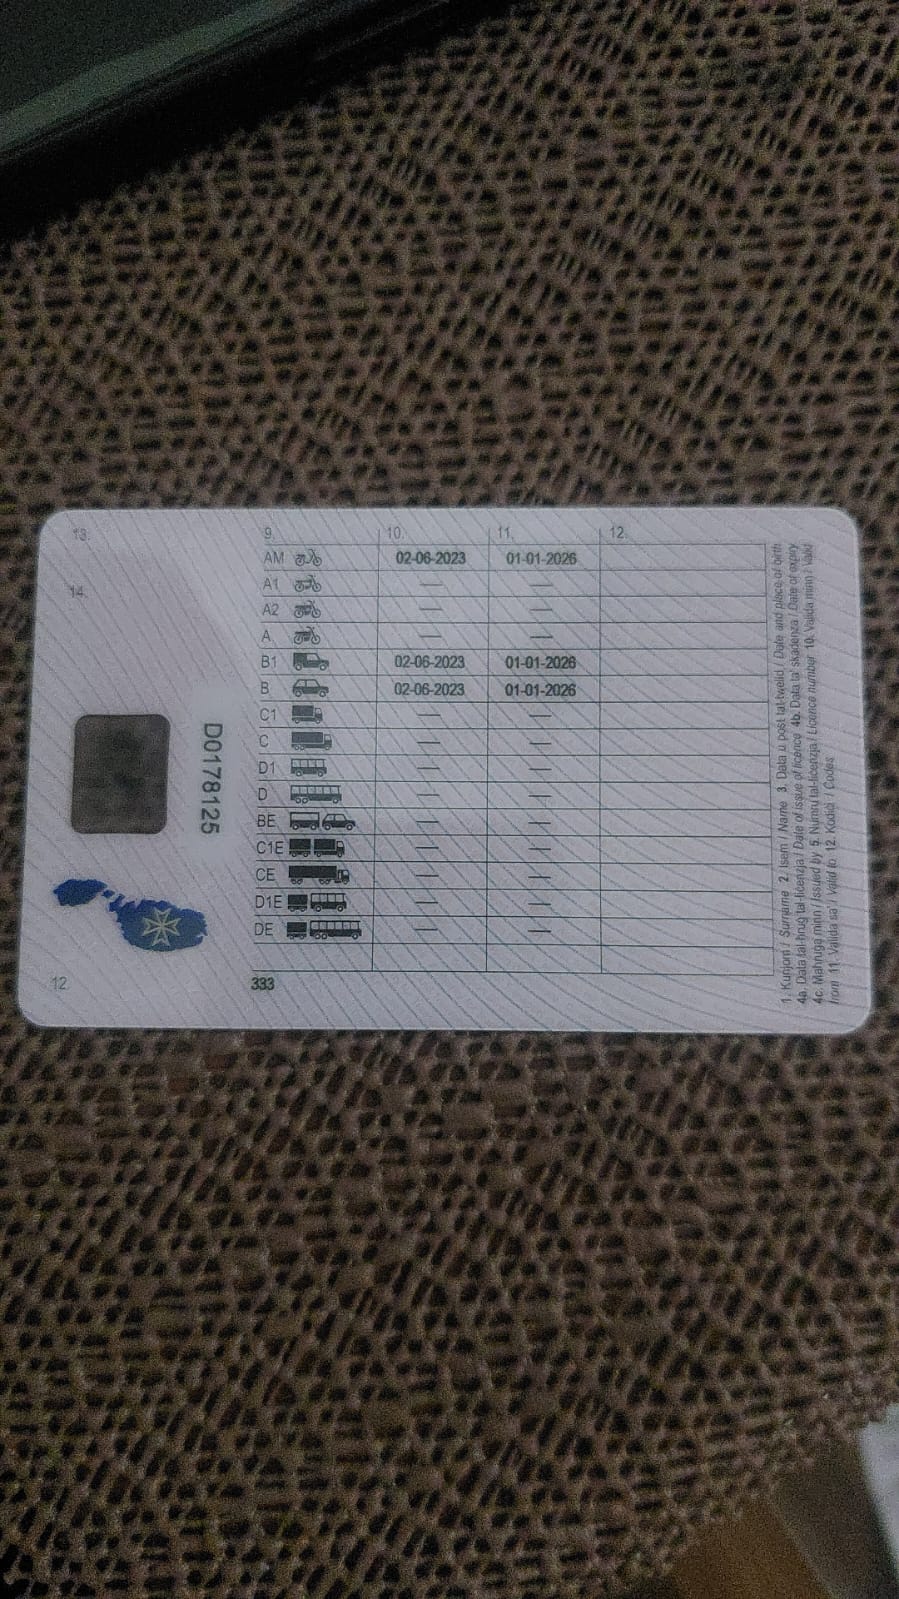 13.
14.
12.
D0178125
9. 10. 11. 12.
AM 02-06-2023 01-01-2026
A1 — —
A2 — —
A — —
B1 02-06-2023 01-01-2026
B 02-06-2023 01-01-2026
C1 — —
C — —
D1 — —
D — —
BE — —
C1E — —
CE — —
D1E — —
DE — —
333
1. Kunjom / Surname 2. Isem / Name 3. Data u post tat-twelid / Date and place of birth
4a. Data tal-ħruġ tal-liċenzja / Date of issue of licence 4b. Data ta' skadenza / Date of expiry
4c. Maħruġa minn / Issued by 5. Numru tal-liċenzja / Licence number 10. Valida minn / Valid
from 11. Valida sa' / Valid to 12. Kodiċi / Codes